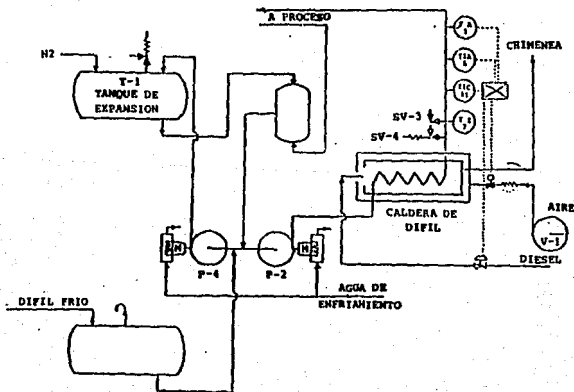 A PROCESO
N2
T-1
TANQUE DE
EXPANSION
CHIMENEA
SV-3
SV-4
CALDERA DE
DIFIL
AIRE
V-1
DIESEL
M
P-4
P-2
M
AGUA DE
ENFRIAMIENTO
DIFIL FRIO